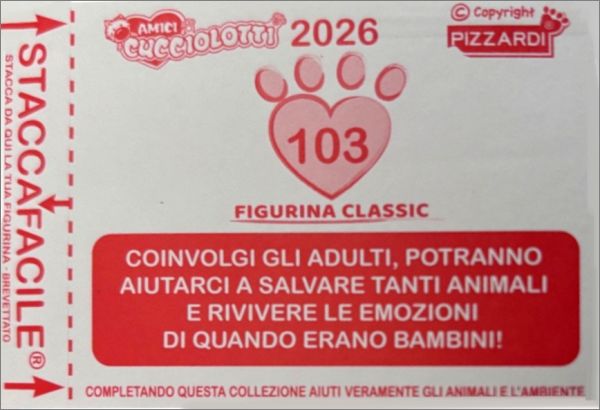 AMICI
CUCCIOLOTTI
2026
© Copyright
PIZZARDI
103
FIGURINA CLASSIC
COINVOLGI GLI ADULTI, POTRANNO
AIUTARCI A SALVARE TANTI ANIMALI
E RIVIVERE LE EMOZIONI
DI QUANDO ERANO BAMBINI!
COMPLETANDO QUESTA COLLEZIONE AIUTI VERAMENTE GLI ANIMALI E L'AMBIENTE
STACCAFACILE®
STACCA DA QUI LA TUA FIGURINA - BREVETTATO